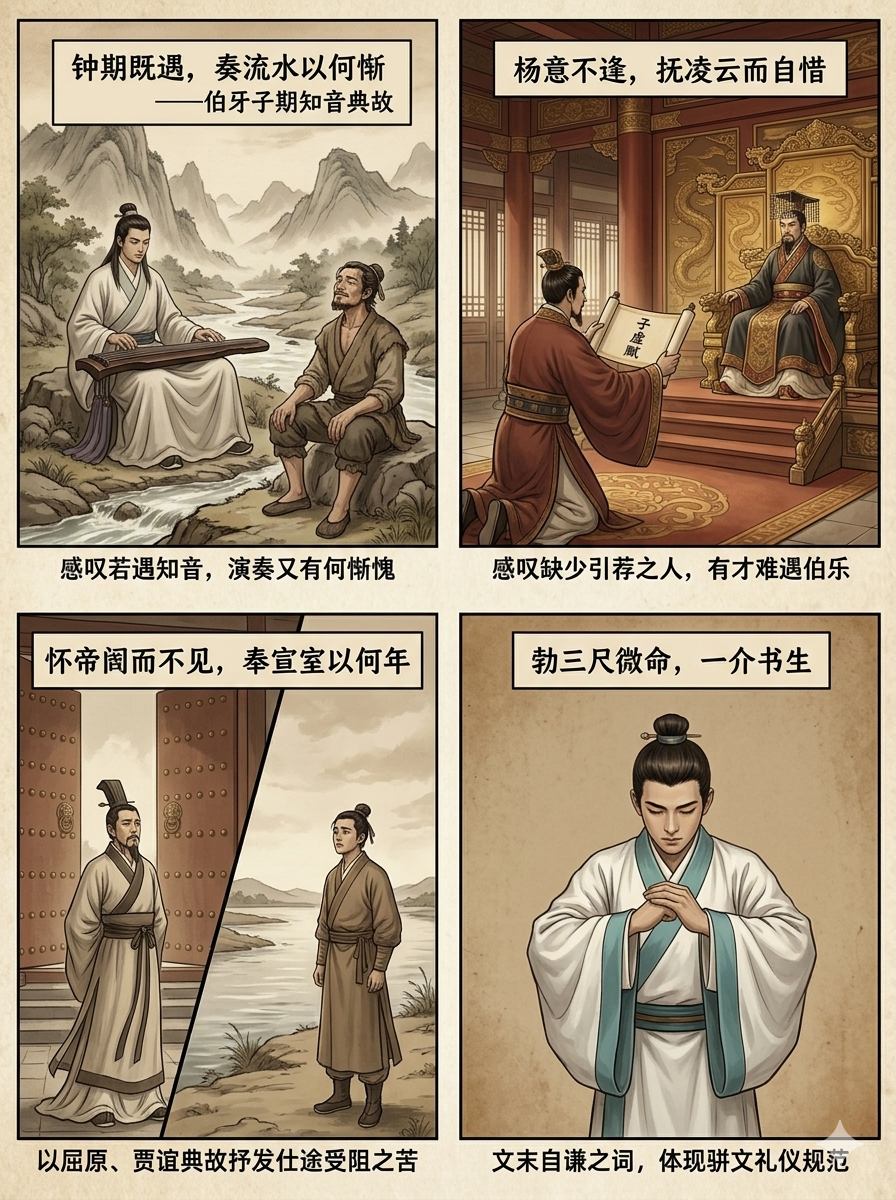 钟期既遇，奏流水以何惭
——伯牙子期知音典故
感叹若遇知音，演奏又有何惭愧
杨意不逢，抚凌云而自惜
子虚赋
感叹缺少引荐之人，有才难遇伯乐
怀帝阍而不见，奉宣室以何年
以屈原、贾谊典故抒发仕途受阻之苦
勃三尺微命，一介书生
文末自谦之词，体现骈文礼仪规范